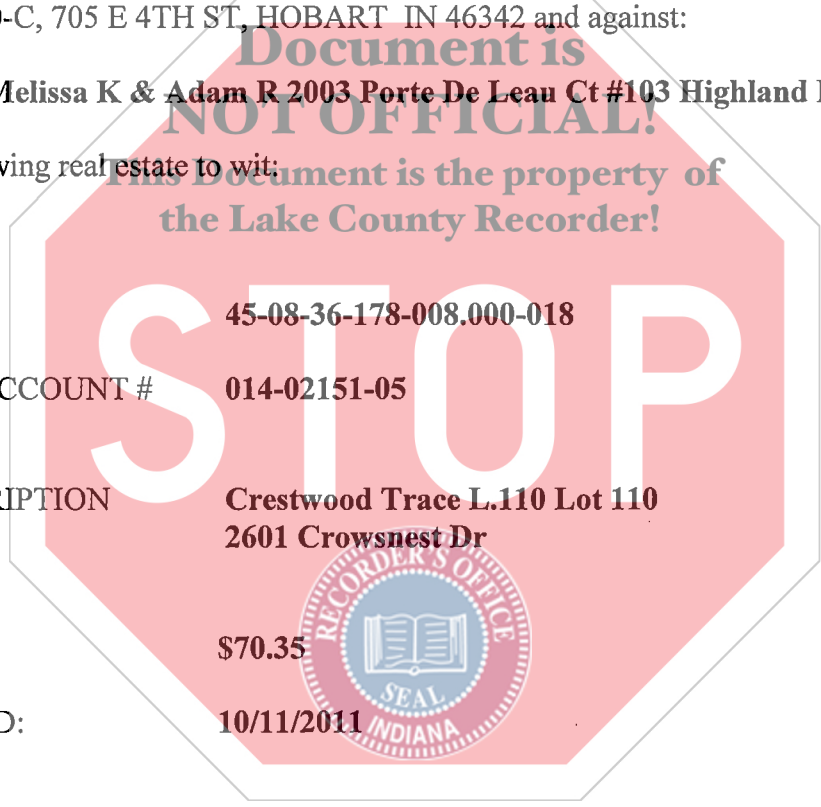 -C, 705 E 4TH ST, HOBART IN 46342 and against:
Document is
Melissa K & Adam R 2003 Porte De Leau Ct #103 Highland
NOT OFFICIAL!
ving real estate to wit:
This Document is the property of
the Lake County Recorder!
45-08-36-178-008.000-018
STOP
CCOUNT # 014-02151-05
RIPTION Crestwood Trace L.110 Lot 110
2601 Crowsnest Dr
RECORDER'S OFFICE
$70.35
SEAL
INDIANA
D: 10/11/2011